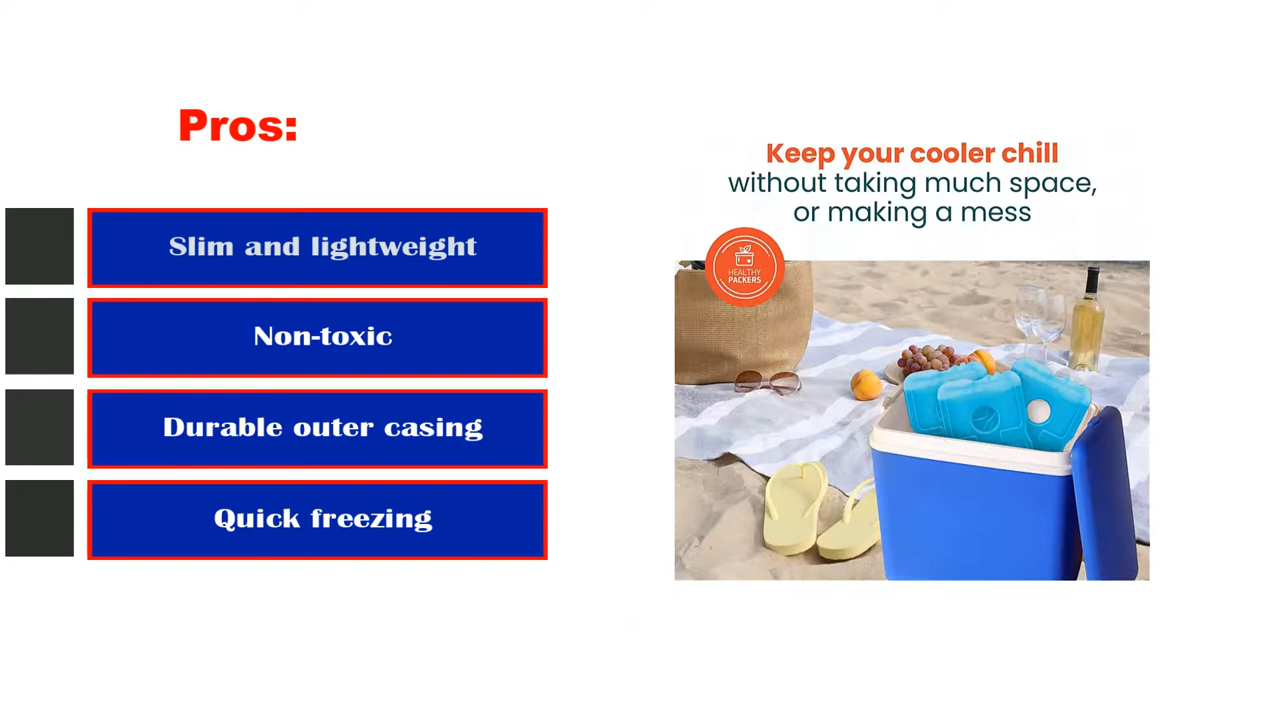 Pros:
Slim and lightweight
Non-toxic
Durable outer casing
Quick freezing
Keep your cooler chill
without taking much space,
or making a mess
HEALTHY
PACKERS